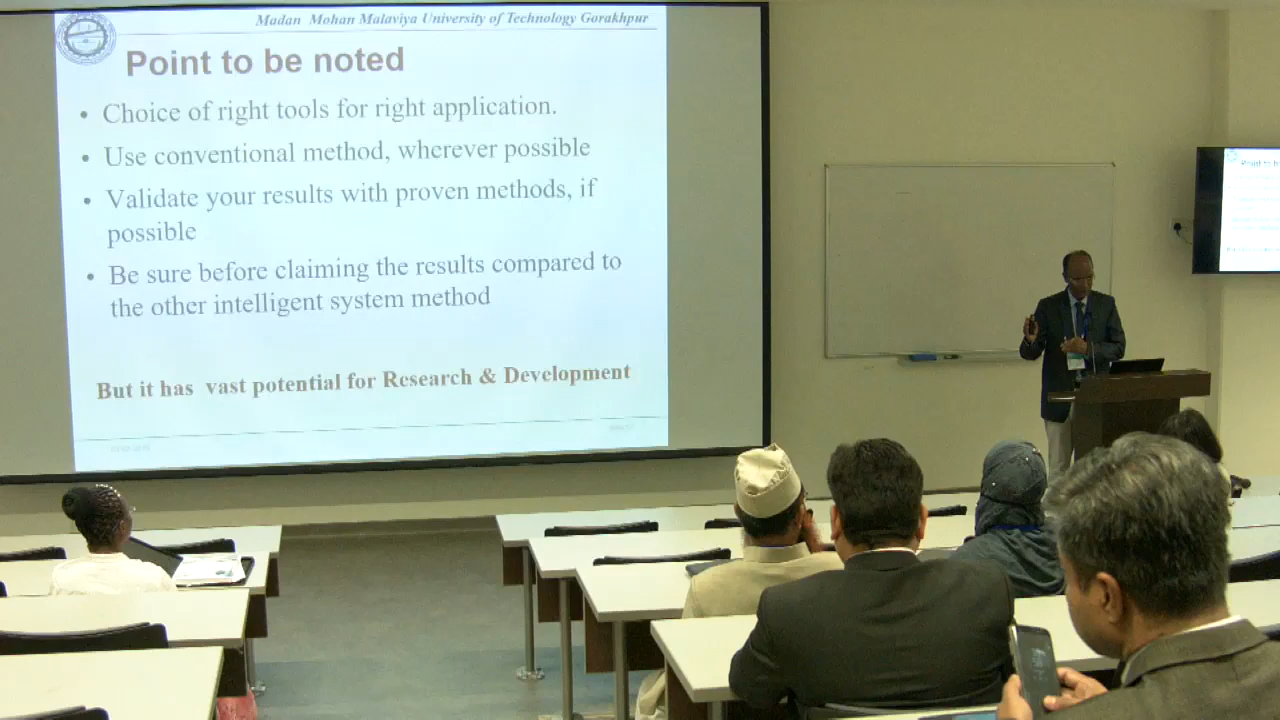 Madan Mohan Malaviya University of Technology Gorakhpur
Point to be noted
• Choice of right tools for right application.
• Use conventional method, wherever possible
• Validate your results with proven methods, if
possible
• Be sure before claiming the results compared to
the other intelligent system method
But it has vast potential for Research & Development
Point to b